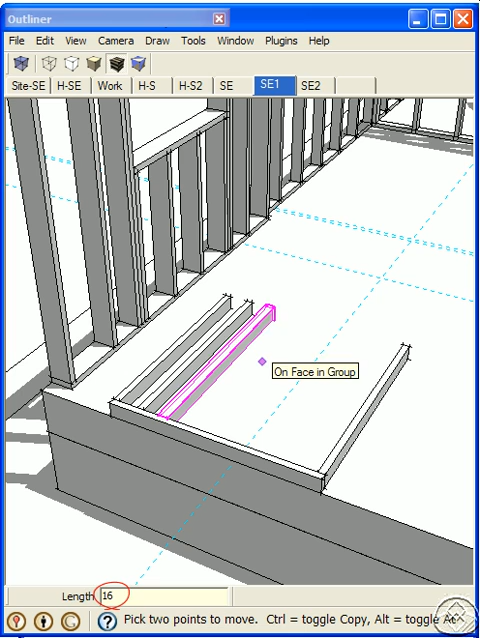 Outliner
File Edit View Camera Draw Tools Window Plugins Help
Site-SE H-SE Work H-S H-S2 SE SE1 SE2
On Face in Group
Length 16
Pick two points to move. Ctrl = toggle Copy, Alt = toggle